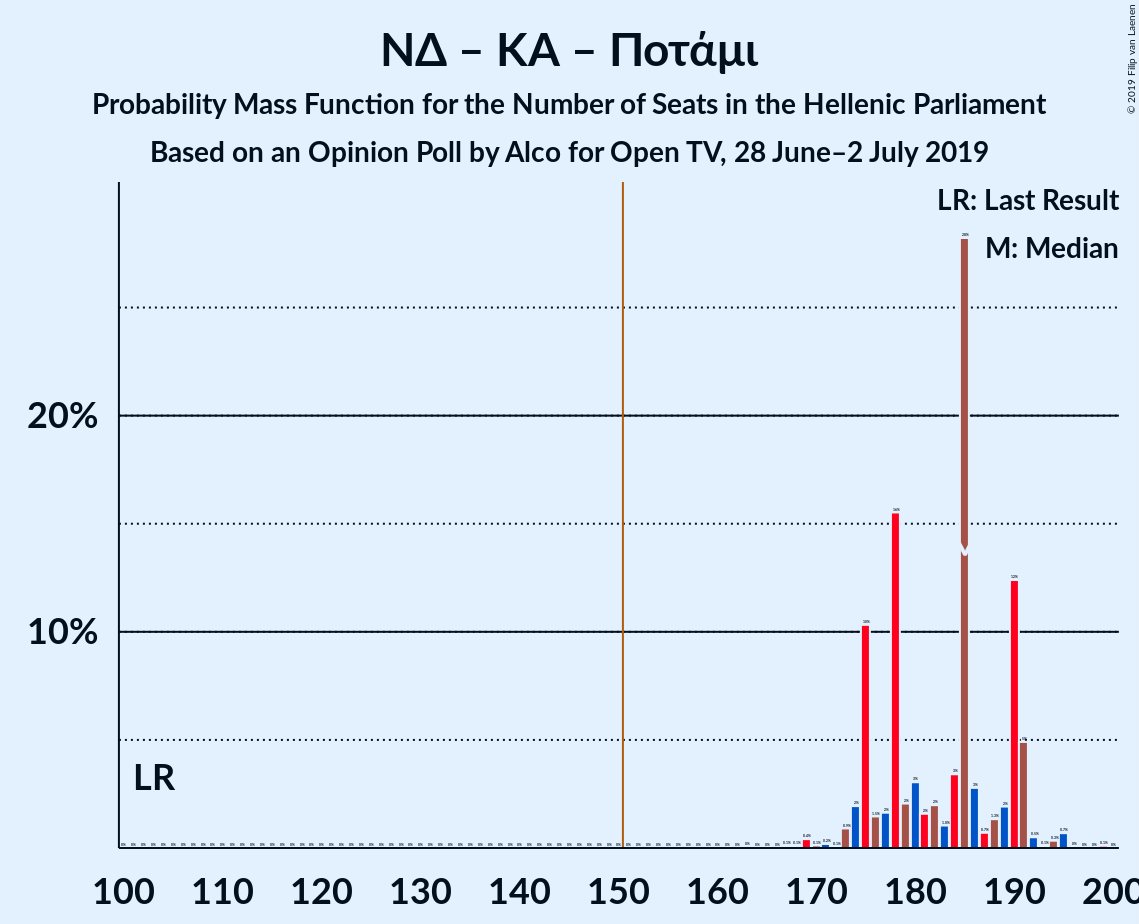 ΝΔ – ΚΑ – Ποτάμι
Probability Mass Function for the Number of Seats in the Hellenic Parliament
Based on an Opinion Poll by Alco for Open TV, 28 June–2 July 2019
© 2019 Filip van Laenen
LR: Last Result
M: Median
20%
10%
LR
100 110 120 130 140 150 160 170 180 190 200